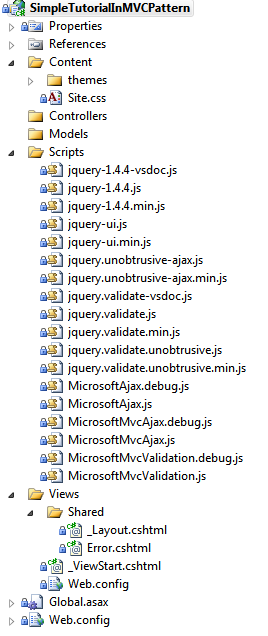 SimpleTutorialInMVCPattern
Properties
References
Content
themes
Site.css
Controllers
Models
Scripts
jquery-1.4.4-vsdoc.js
jquery-1.4.4.js
jquery-1.4.4.min.js
jquery-ui.js
jquery-ui.min.js
jquery.unobtrusive-ajax.js
jquery.unobtrusive-ajax.min.js
jquery.validate-vsdoc.js
jquery.validate.js
jquery.validate.min.js
jquery.validate.unobtrusive.js
jquery.validate.unobtrusive.min.js
MicrosoftAjax.debug.js
MicrosoftAjax.js
MicrosoftMvcAjax.debug.js
MicrosoftMvcAjax.js
MicrosoftMvcValidation.debug.js
MicrosoftMvcValidation.js
Views
Shared
_Layout.cshtml
Error.cshtml
_ViewStart.cshtml
Web.config
Global.asax
Web.config